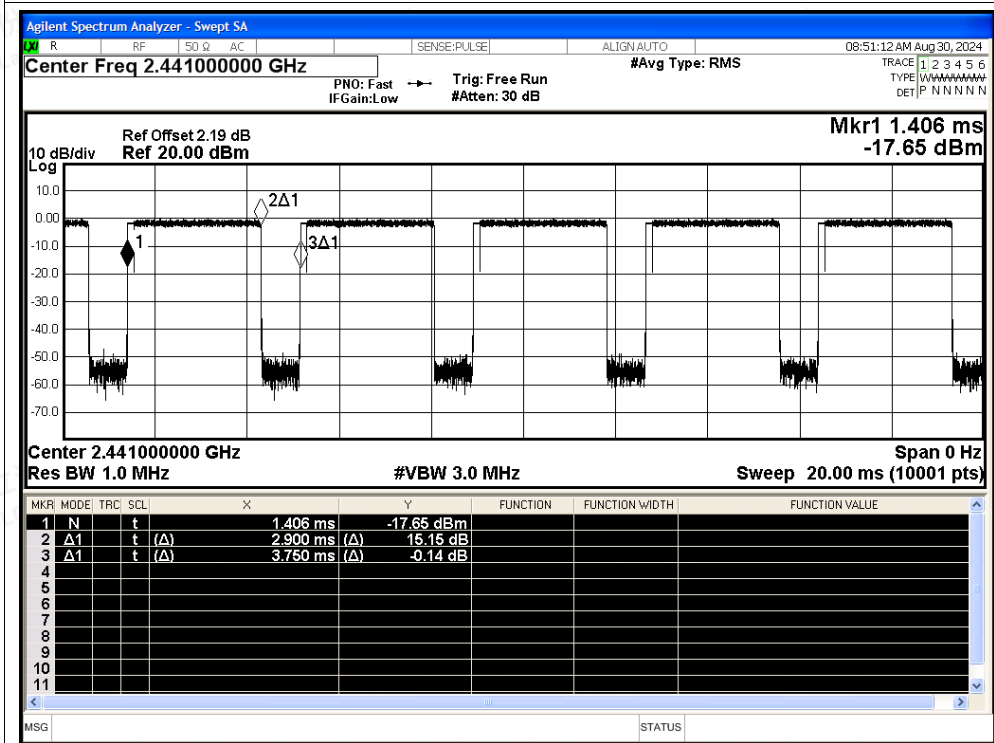 Agilent Spectrum Analyzer - Swept SA
LXI R RF 50 Ω AC SENSE:PULSE ALIGN AUTO 08:51:12 AM Aug 30, 2024
Center Freq 2.441000000 GHz #Avg Type: RMS TRACE 1 2 3 4 5 6
PNO: Fast Trig: Free Run TYPE W
IFGain:Low #Atten: 30 dB DET P N N N N N
Mkr1 1.406 ms
Ref Offset 2.19 dB
10 dB/div Ref 20.00 dBm -17.65 dBm
Log
10.0
2Δ1
0.00
1 3Δ1
-10.0
-20.0
-30.0
-40.0
-50.0
-60.0
-70.0
Center 2.441000000 GHz Span 0 Hz
Res BW 1.0 MHz #VBW 3.0 MHz Sweep 20.00 ms (10001 pts)
MKR MODE TRC SCL X Y FUNCTION FUNCTION WIDTH FUNCTION VALUE
1 N t 1.406 ms -17.65 dBm
2 Δ1 t (Δ) 2.900 ms (Δ) 15.15 dB
3 Δ1 t (Δ) 3.750 ms (Δ) -0.14 dB
4
5
6
7
8
9
10
11
MSG STATUS